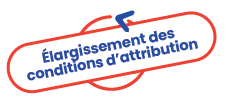 Élargissement des
conditions d'attribution